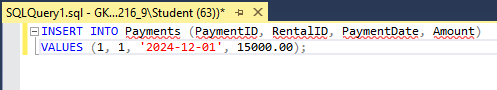 SQLQuery1.sql - GK...216_9\Student (63))*
INSERT INTO Payments (PaymentID, RentalID, PaymentDate, Amount)
VALUES (1, 1, '2024-12-01', 15000.00);